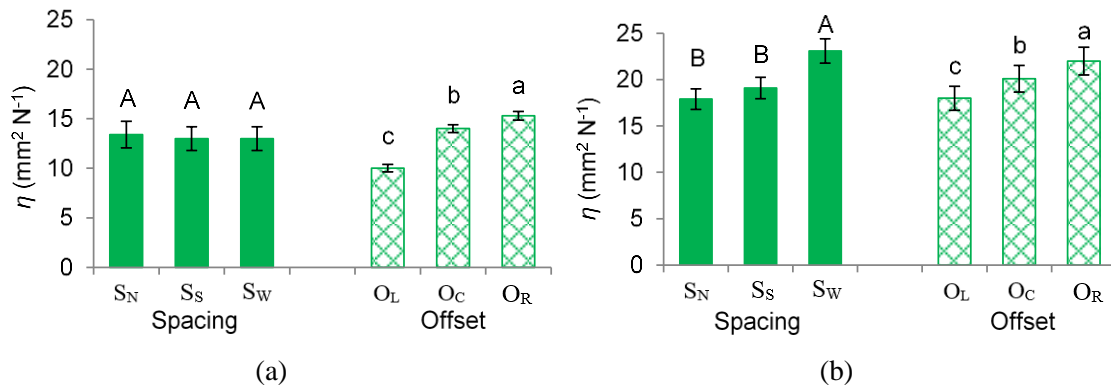 25
20
15
10
5
0
η (mm² N⁻¹)
A A A
c b a
S_N S_S S_W O_L O_C O_R
Spacing Offset
(a)
25
20
15
10
5
0
η (mm² N⁻¹)
B B A
c b a
S_N S_S S_W O_L O_C O_R
Spacing Offset
(b)